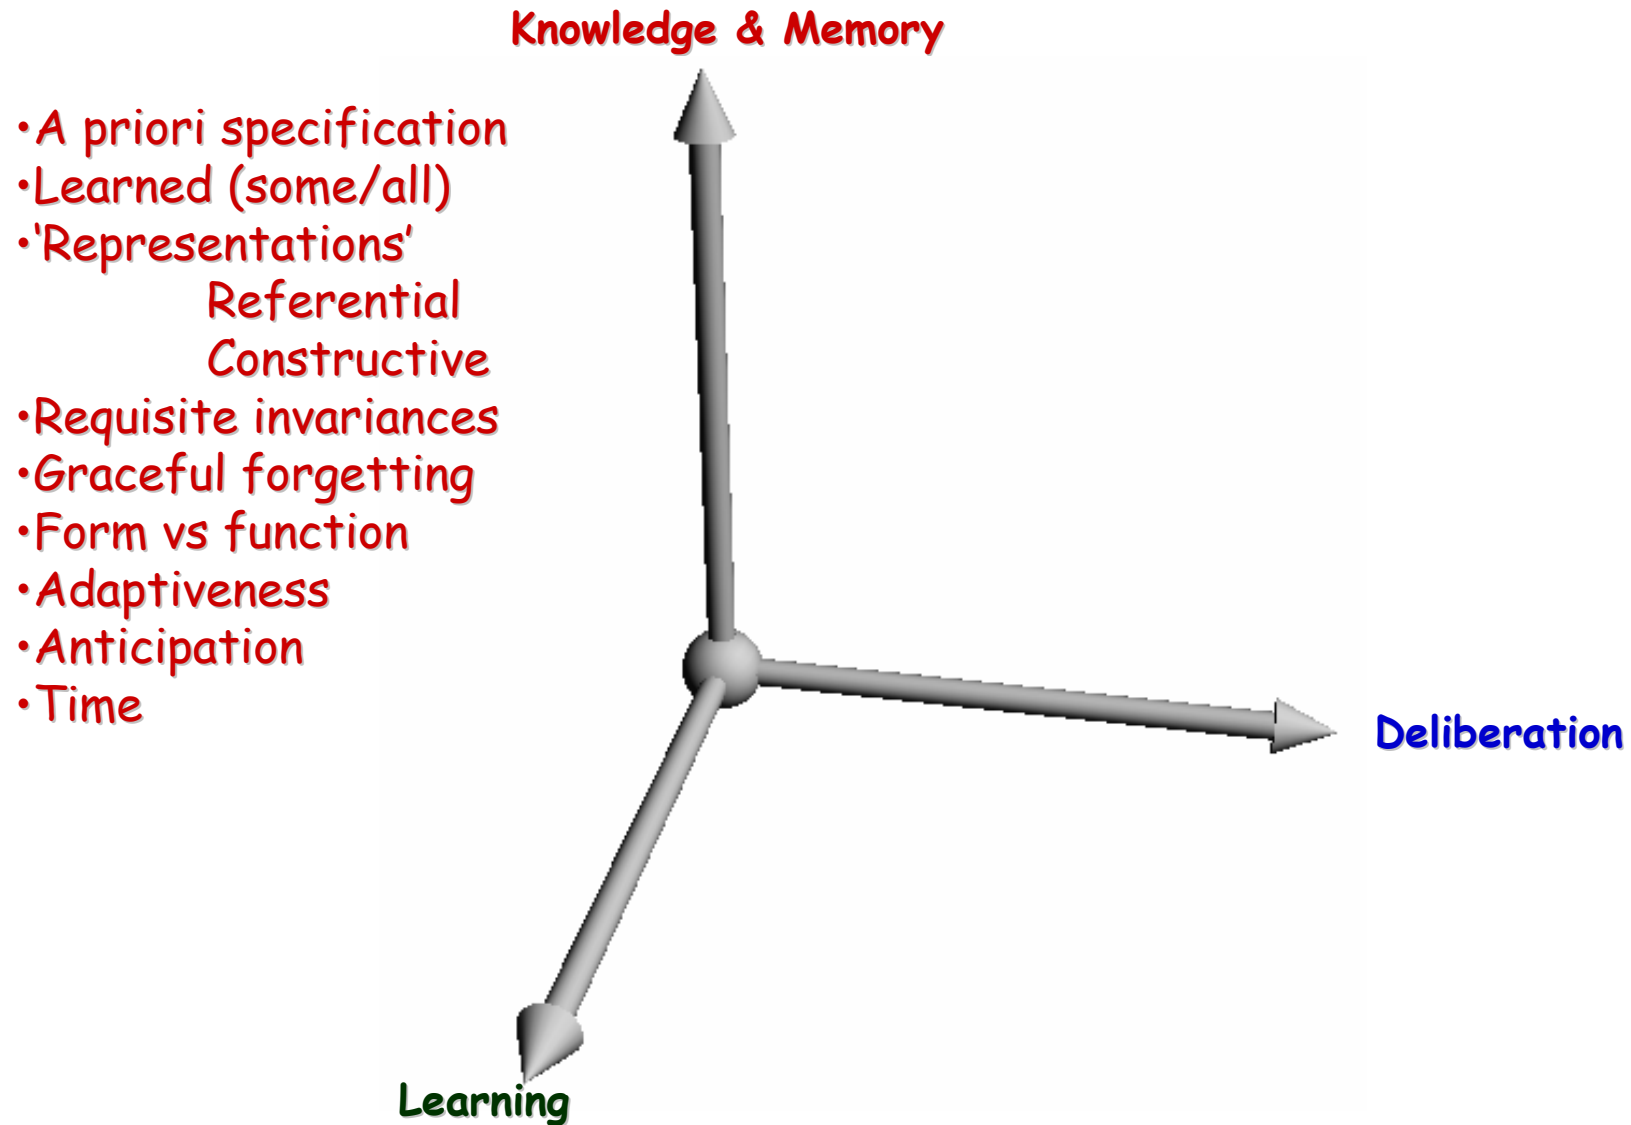 Knowledge & Memory
•A priori specification
•Learned (some/all)
•‘Representations’
Referential
Constructive
•Requisite invariances
•Graceful forgetting
•Form vs function
•Adaptiveness
•Anticipation
•Time
Deliberation
Learning